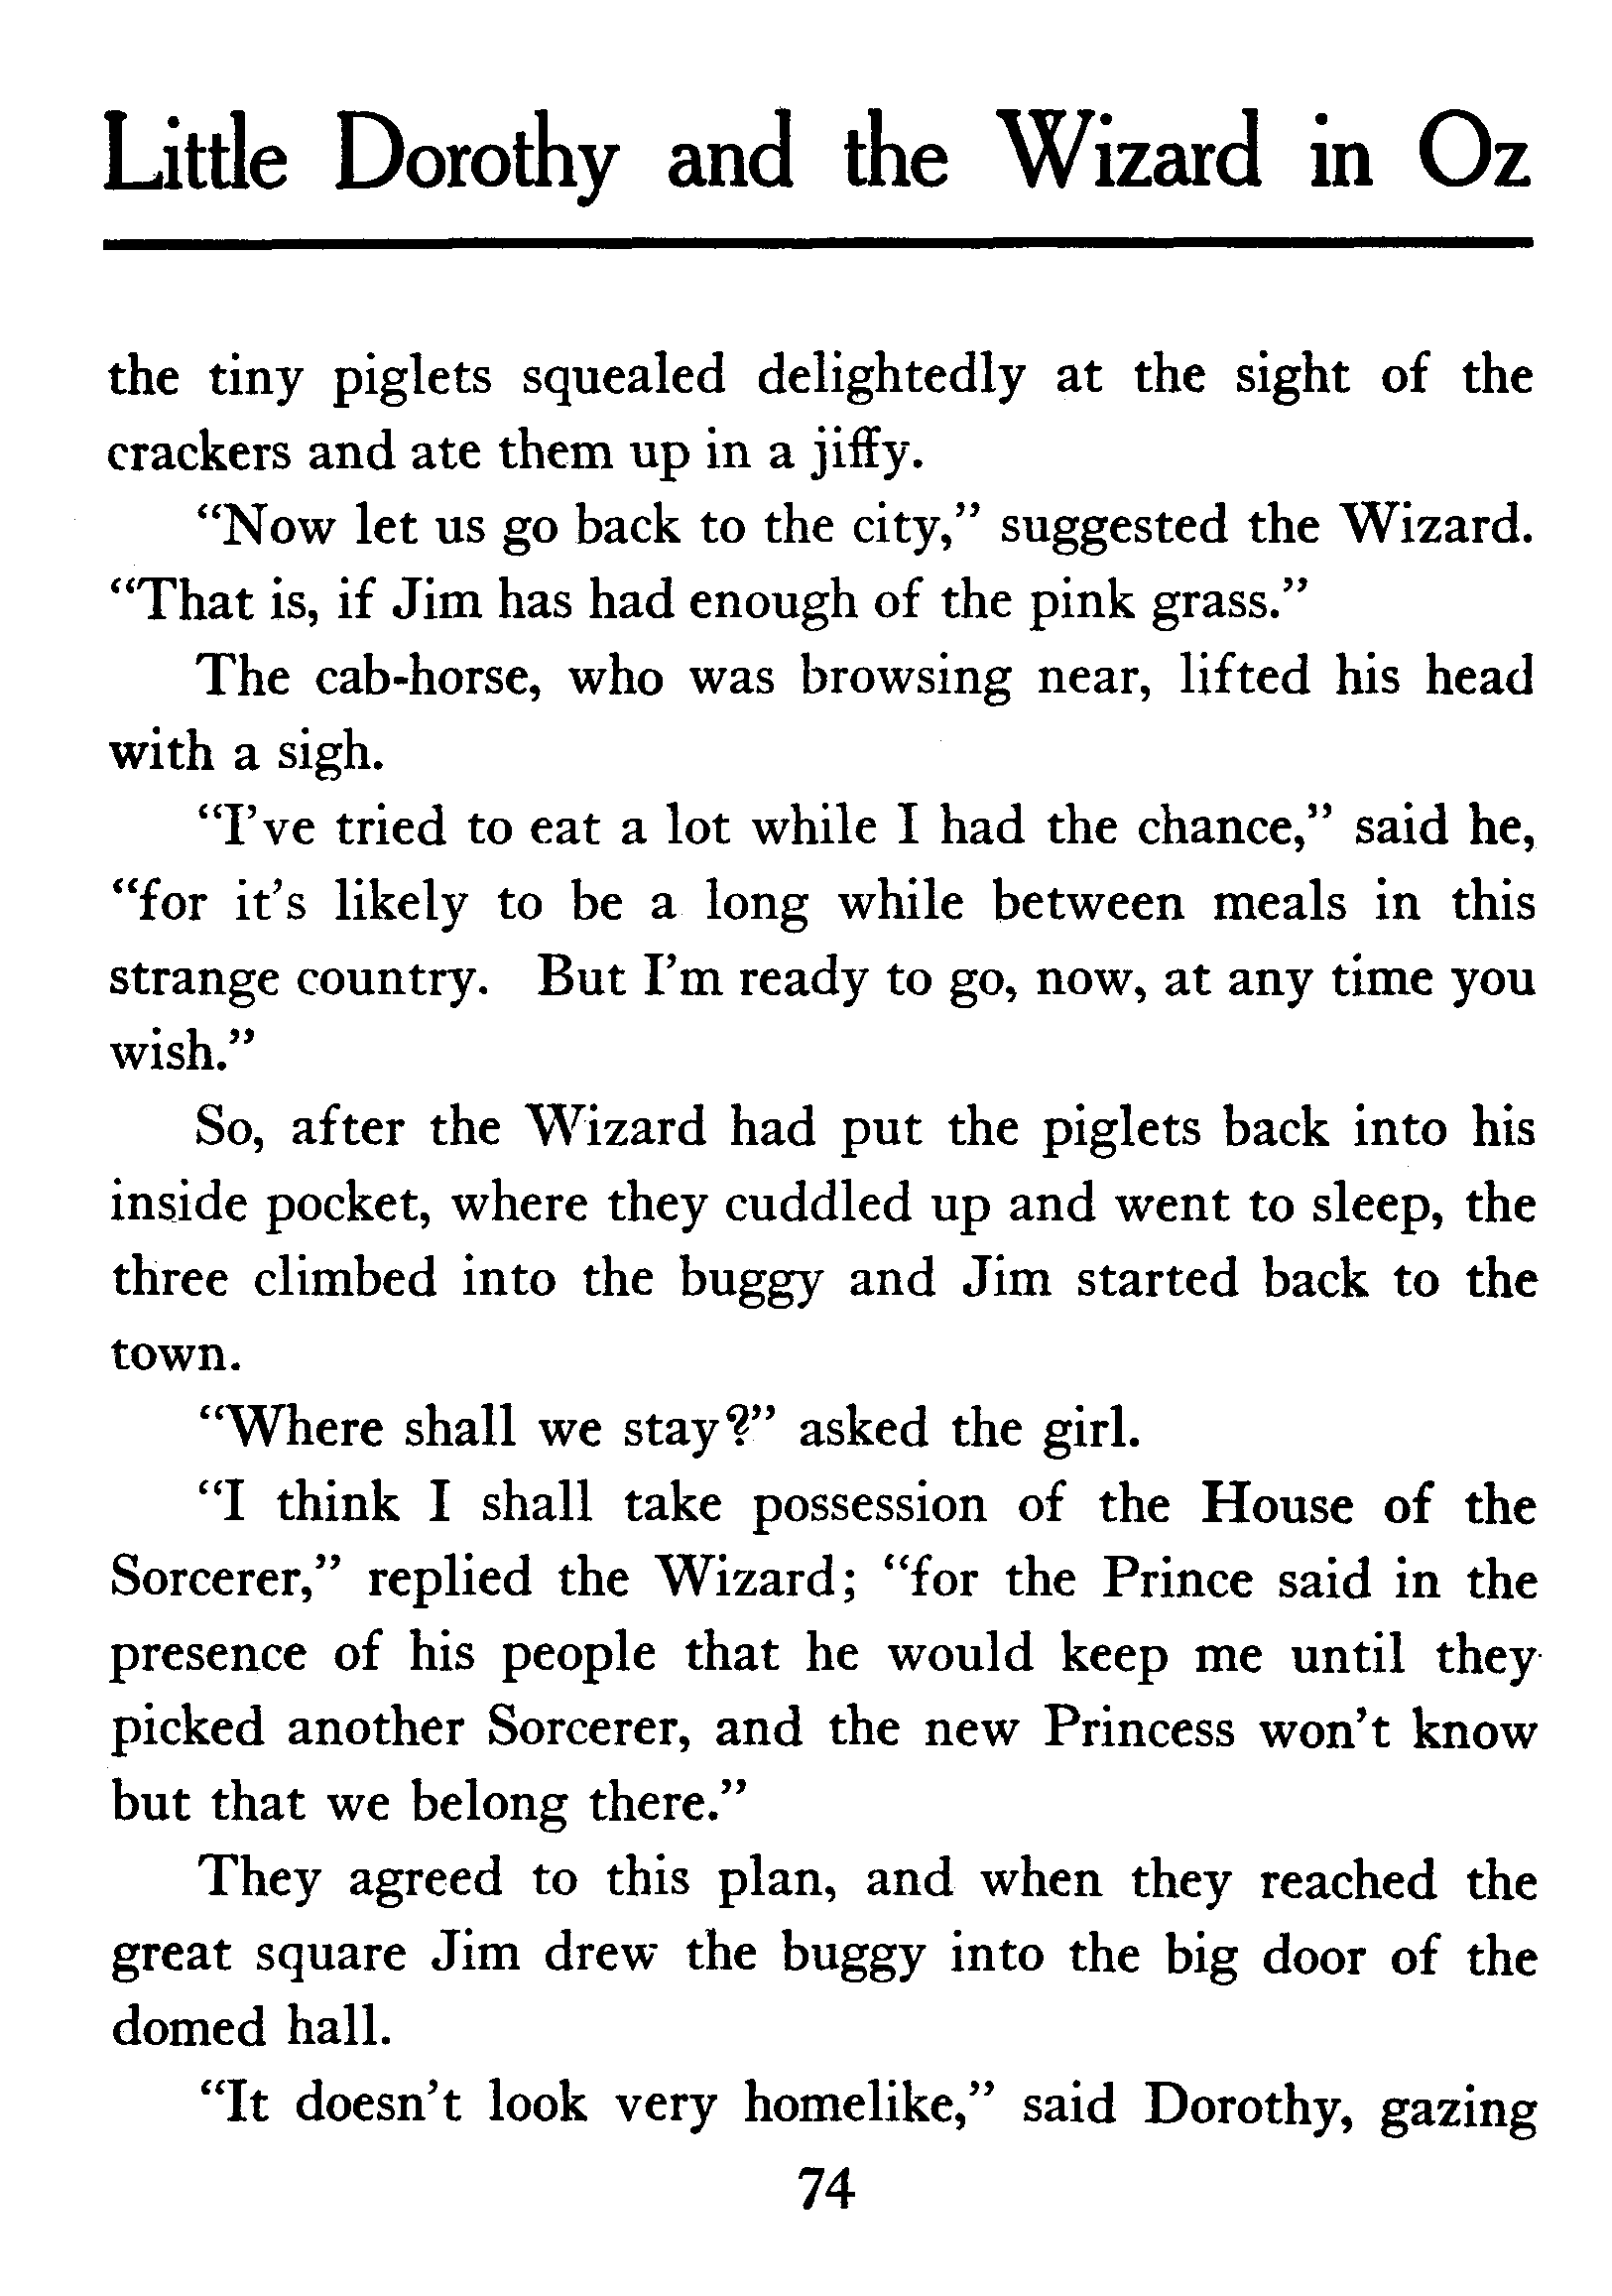 Little Dorothy and the Wizard in Oz
the tiny piglets squealed delightedly at the sight of the
crackers and ate them up in a jiffy.
“Now let us go back to the city,” suggested the Wizard.
“That is, if Jim has had enough of the pink grass.”
The cab-horse, who was browsing near, lifted his head
with a sigh.
“I’ve tried to eat a lot while I had the chance,” said he,
“for it’s likely to be a long while between meals in this
strange country. But I’m ready to go, now, at any time you
wish.”
So, after the Wizard had put the piglets back into his
inside pocket, where they cuddled up and went to sleep, the
three climbed into the buggy and Jim started back to the
town.
“Where shall we stay?” asked the girl.
“I think I shall take possession of the House of the
Sorcerer,” replied the Wizard; “for the Prince said in the
presence of his people that he would keep me until they
picked another Sorcerer, and the new Princess won’t know
but that we belong there.”
They agreed to this plan, and when they reached the
great square Jim drew the buggy into the big door of the
domed hall.
“It doesn’t look very homelike,” said Dorothy, gazing
74